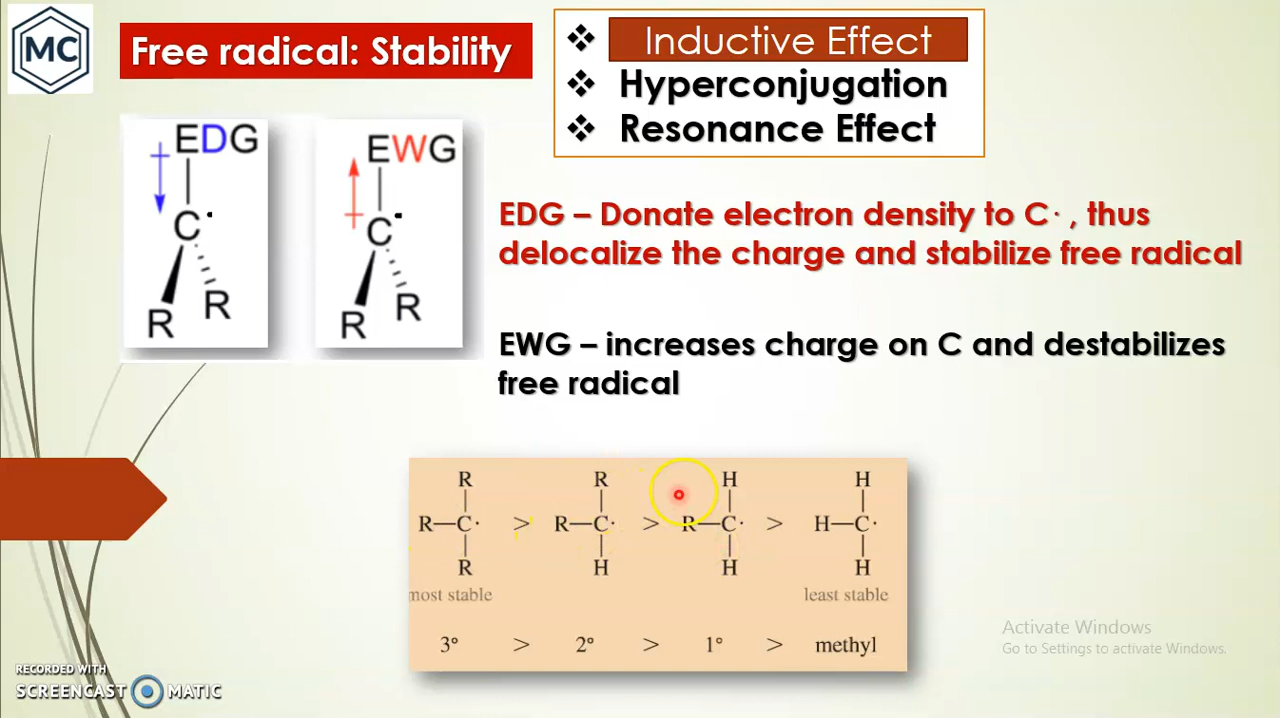 MC
Free radical: Stability
❖ Inductive Effect
❖ Hyperconjugation
❖ Resonance Effect
EDG
C·
R R
EWG
C·
R R
EDG – Donate electron density to C· , thus
delocalize the charge and stabilize free radical
EWG – increases charge on C and destabilizes
free radical
R R H H
R—C· > R—C· > R—C· > H—C·
R H H H
most stable least stable
3° > 2° > 1° > methyl
Activate Windows
Go to Settings to activate Windows.
RECORDED WITH
SCREENCAST MATIC